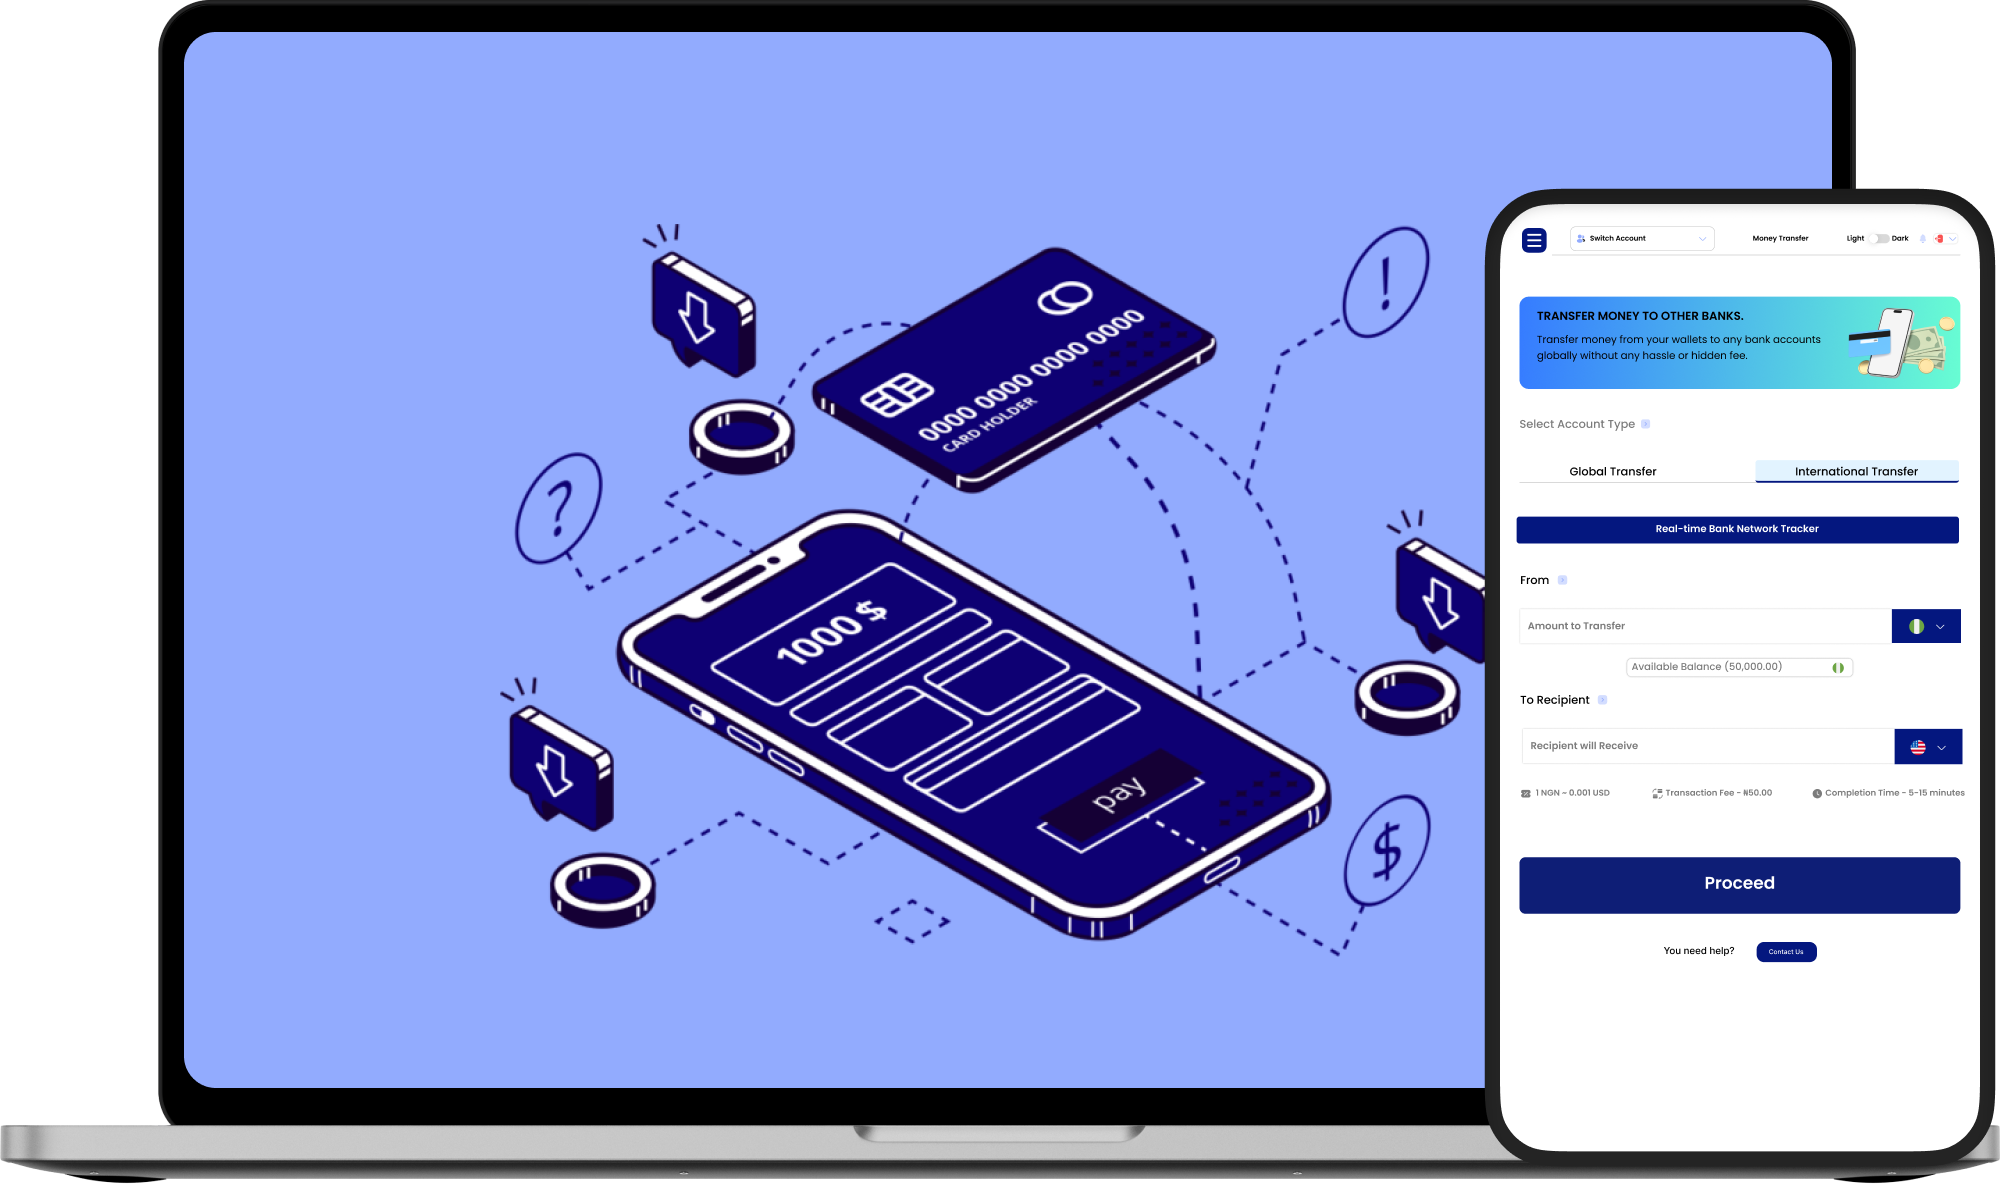 !
0000 0000 0000 0000
CARD HOLDER
?
1000 $
pay
$
Switch Account
Money Transfer
Light
Dark
TRANSFER MONEY TO OTHER BANKS.
Transfer money from your wallets to any bank accounts
globally without any hassle or hidden fee.
Select Account Type
Global Transfer
International Transfer
Real-time Bank Network Tracker
From
Amount to Transfer
Available Balance (50,000.00)
To Recipient
Recipient will Receive
1 NGN ~ 0.001 USD
Transaction Fee - ₦50.00
Completion Time - 5-15 minutes
Proceed
You need help?
Contact Us